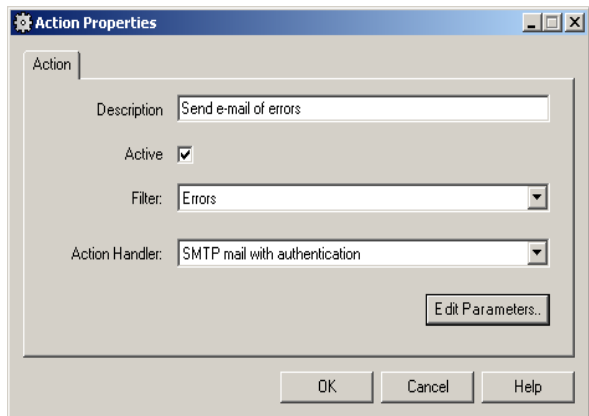 Action Properties
Action
Description Send e-mail of errors
Active
Filter: Errors
Action Handler: SMTP mail with authentication
Edit Parameters..
OK Cancel Help